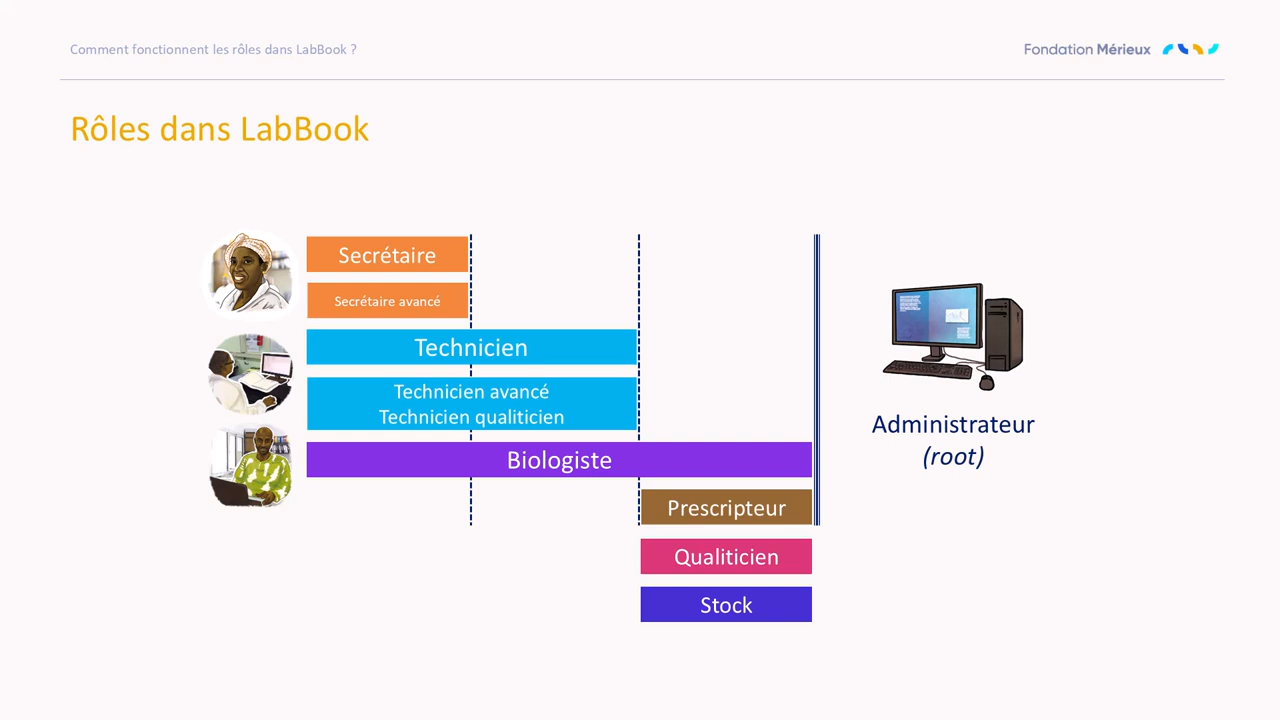 Comment fonctionnent les rôles dans LabBook ?
Fondation Mérieux
Rôles dans LabBook
Secrétaire
Secrétaire avancé
Technicien
Technicien avancé
Technicien qualiticien
Biologiste
Prescripteur
Qualiticien
Stock
Administrateur
(root)